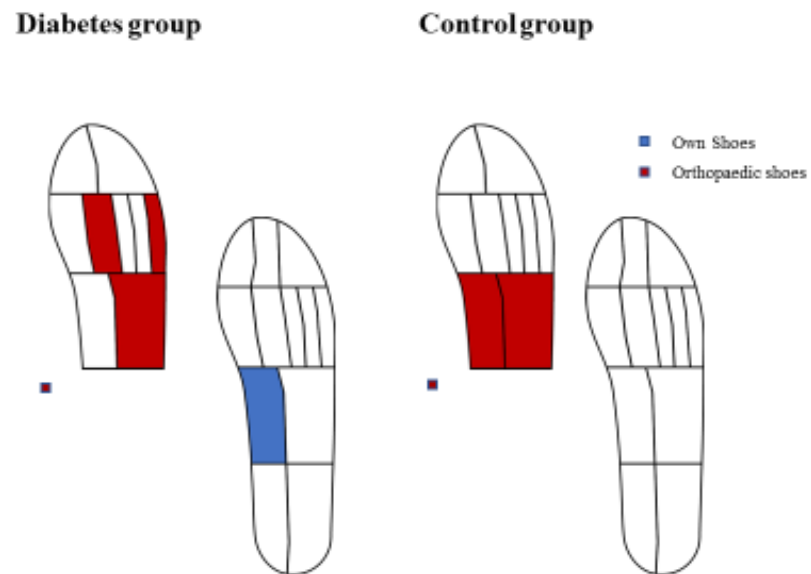 Diabetes group
Control group
Own Shoes
Orthopaedic shoes